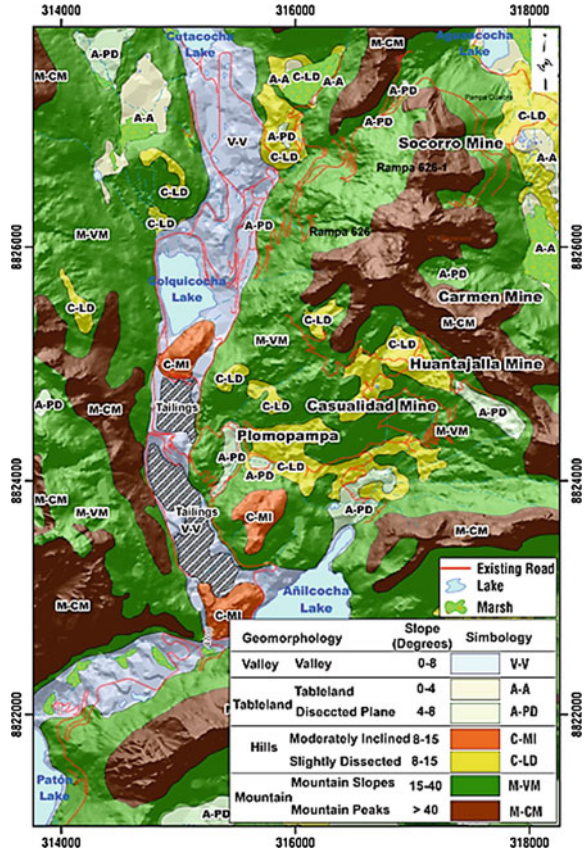 314000 316000 318000
Cutacocha
Lake
Aguascocha
Lake
M-CM
A-PD
M-CM
A-A
C-LD
A-A
A-PD
Pampa
C-LD
A-PD
A-PD
A-A
V-V
C-LD
Socorro Mine
A-A
C-LD
Rampa 626-1
C-LD
A-PD
Rampa 626
M-VM
8826000
8826000
A-A
A-PD
Colquicocha
Lake
Carmen Mine
C-LD
C-LD
M-CM
M-VM
C-LD
C-MI
Huantajalla Mine
C-LD
Tailings
A-PD
C-LD
Casualidad Mine
A-PD
M-CM
M-VM
Plomopampa
A-PD
C-LD
A-PD
8824000
8824000
M-CM
Tailings
C-MI
A-PD
M-VM
V-V
M-CM
Existing Road
Lake
Marsh
Añilcocha
Lake
M-CM
C-MI
Geomorphology Slope (Degrees) Simbology
Valley Valley 0-8 V-V
Tableland Tableland 0-4 A-A
Disecctd Plane 4-8 A-PD
Hills Moderately Inclined 8-15 C-MI
Slightly Dissected 8-15 C-LD
Mountain Mountain Slopes 15-40 M-VM
Mountain Peaks > 40 M-CM
8822000
8822000
Patón
Lake
A-PD
314000 316000 318000